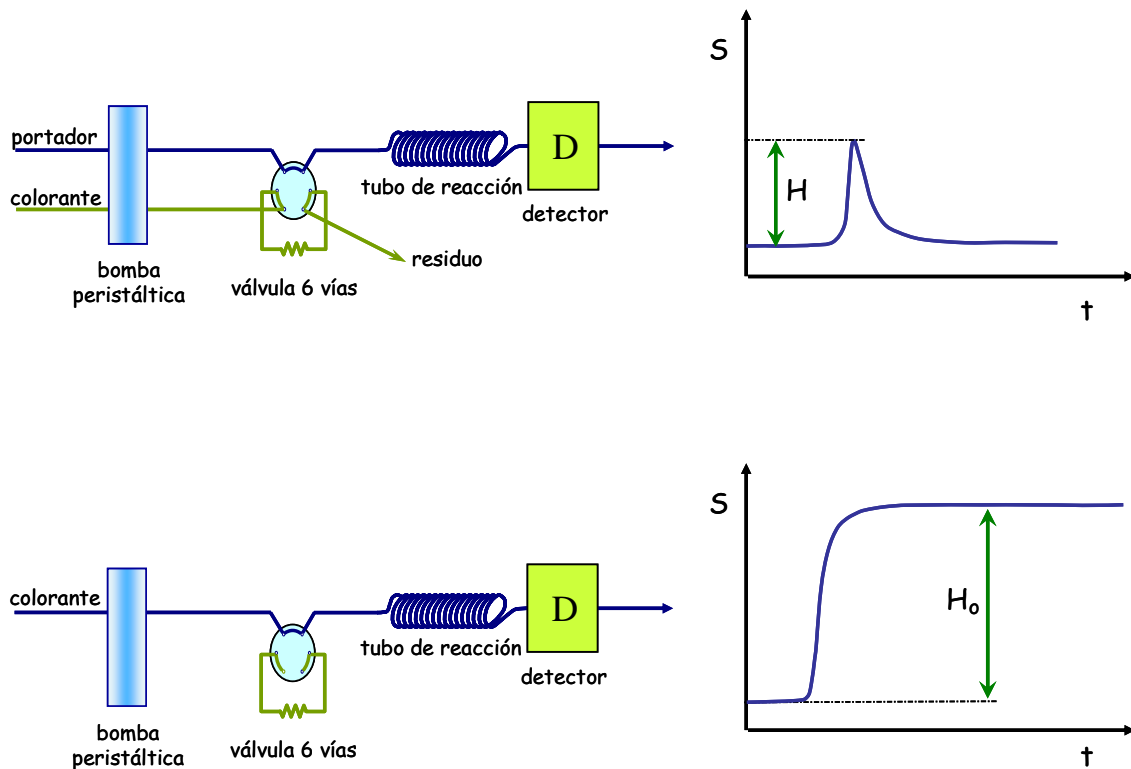 S
portador
D
H
colorante
tubo de reacción
detector
residuo
bomba
peristáltica
válvula 6 vías
t
S
colorante
D
Ho
tubo de reacción
detector
bomba
peristáltica
válvula 6 vías
t